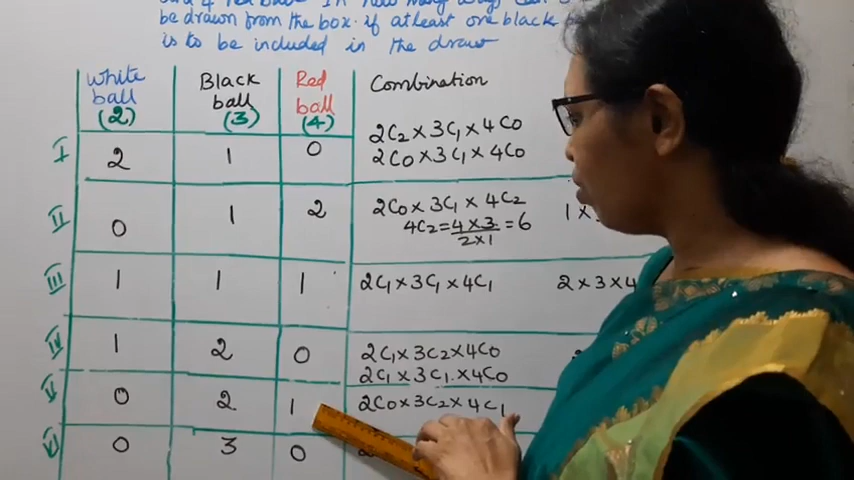 be drawn from the box. if atleast one black
is to be included in the draw
White ball (2) Black ball (3) Red ball (4) Combination
I 2 1 0 2C2 × 3C1 × 4C0
2C0 × 3C1 × 4C0
II 0 1 2 2C0 × 3C1 × 4C2 1 ×
4C2 = 4 × 3 / 2 × 1 = 6
III 1 1 1 2C1 × 3C1 × 4C1 2 × 3 × 4
IV 1 2 0 2C1 × 3C2 × 4C0
2C1 × 3C1 × 4C0
V 0 2 1 2C0 × 3C2 × 4C1
VI 0 3 0